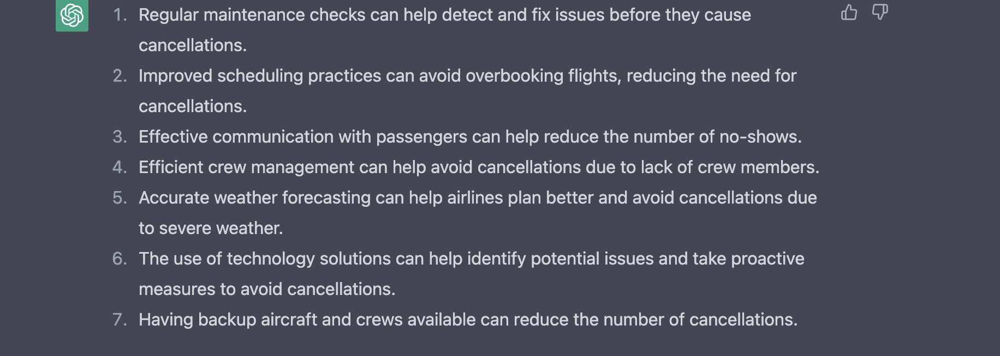 1. Regular maintenance checks can help detect and fix issues before they cause
cancellations.
2. Improved scheduling practices can avoid overbooking flights, reducing the need for
cancellations.
3. Effective communication with passengers can help reduce the number of no-shows.
4. Efficient crew management can help avoid cancellations due to lack of crew members.
5. Accurate weather forecasting can help airlines plan better and avoid cancellations due
to severe weather.
6. The use of technology solutions can help identify potential issues and take proactive
measures to avoid cancellations.
7. Having backup aircraft and crews available can reduce the number of cancellations.